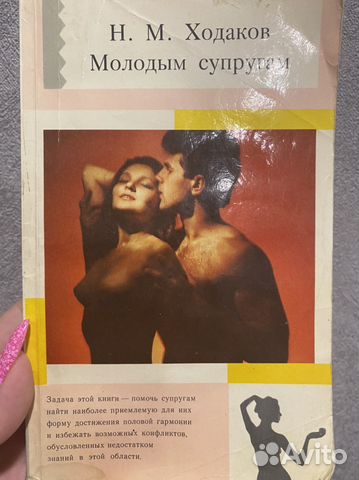 Н. М. Ходаков
Молодым супругам
Задача этой книги — помочь супругам
найти наиболее приемлемую для них
форму достижения половой гармонии
и избежать возможных конфликтов,
обусловленных недостатком
знаний в этой области.
Avito